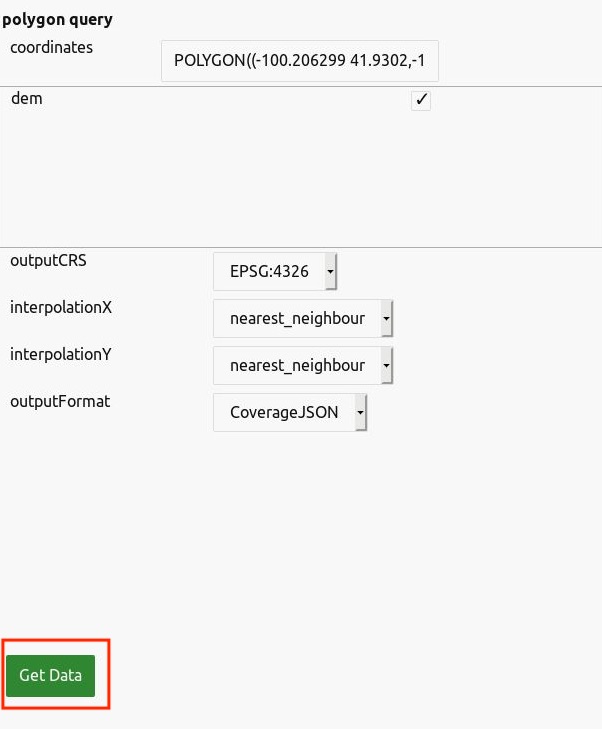 polygon query
coordinates POLYGON((-100.206299 41.9302,-1
dem ✓
outputCRS EPSG:4326
interpolationX nearest_neighbour
interpolationY nearest_neighbour
outputFormat CoverageJSON
Get Data